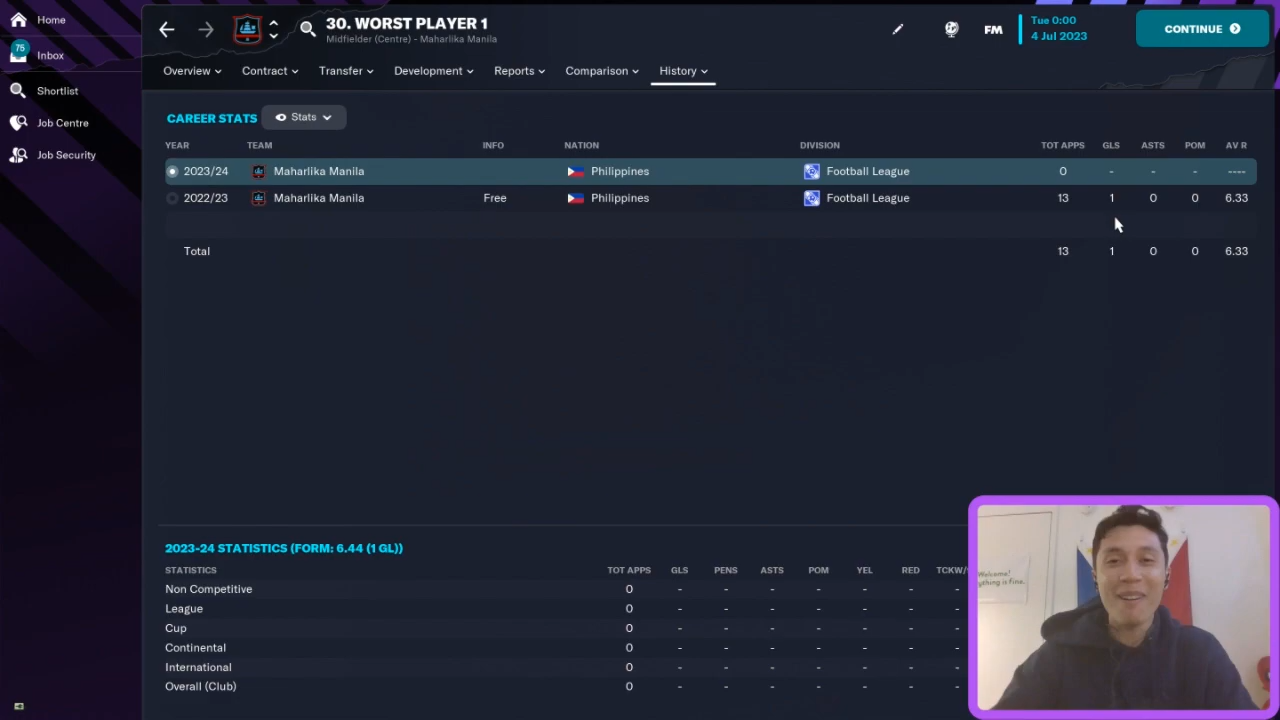 Home
75
Inbox
Shortlist
Job Centre
Job Security
30. WORST PLAYER 1
Midfielder (Centre) - Maharlika Manila
FM
Tue 0:00
4 Jul 2023
CONTINUE
Overview Contract Transfer Development Reports Comparison History
CAREER STATS Stats
YEAR TEAM INFO NATION DIVISION TOT APPS GLS ASTS POM AV R
2023/24 Maharlika Manila Philippines Football League 0 - - - ----
2022/23 Maharlika Manila Free Philippines Football League 13 1 0 0 6.33
Total 13 1 0 0 6.33
2023-24 STATISTICS (FORM: 6.44 (1 GL))
STATISTICS TOT APPS GLS PENS ASTS POM YEL RED TCKW/
Non Competitive 0 - - - - - - -
League 0 - - - - - - -
Cup 0 - - - - - - -
Continental 0 - - - - - - -
International 0 - - - - - - -
Overall (Club) 0 - - - - - - -
Welcome!
ything is Fine.